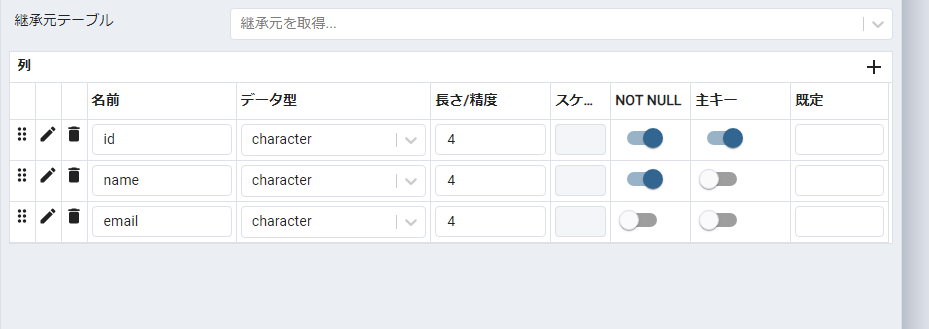 継承元テーブル 継承元を取得...
列
名前 データ型 長さ/精度 スケ... NOT NULL 主キー 既定
id character 4
name character 4
email character 4